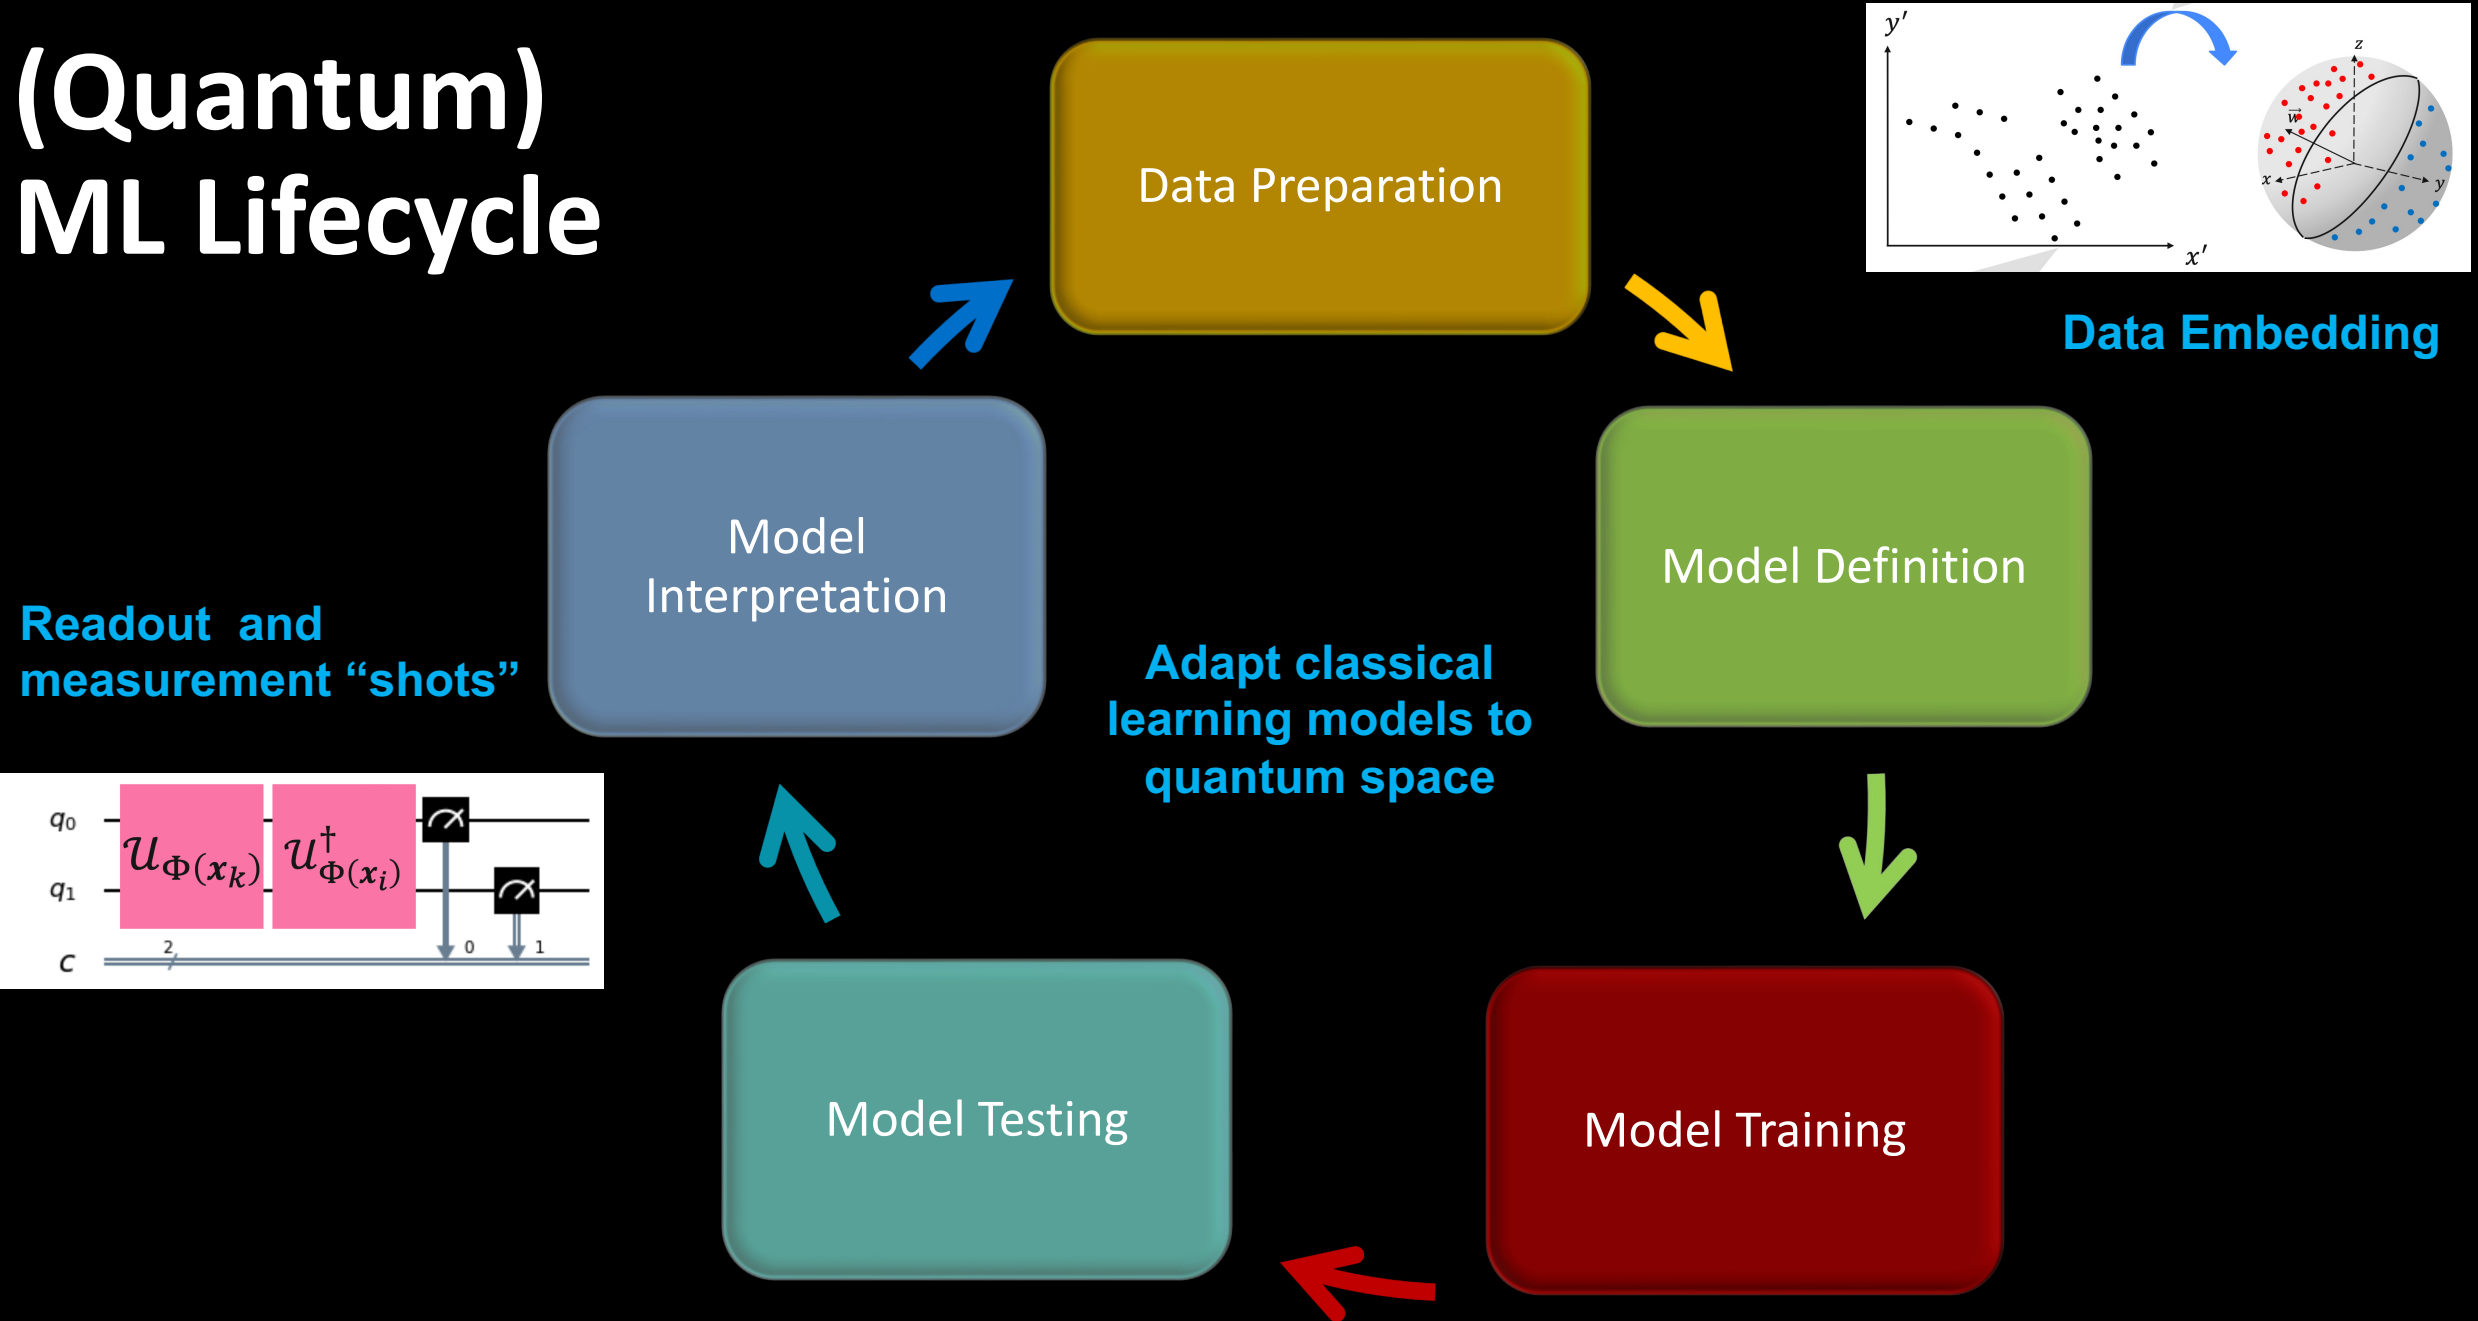 (Quantum)
ML Lifecycle
Data Preparation
y′
x′
z
w⃗
x
y
Data Embedding
Model
Interpretation
Model Definition
Readout and
measurement “shots”
Adapt classical
learning models to
quantum space
q₀
𝒰Φ(𝒙ₖ)
𝒰†Φ(𝒙ᵢ)
q₁
c
2
0
1
Model Testing
Model Training